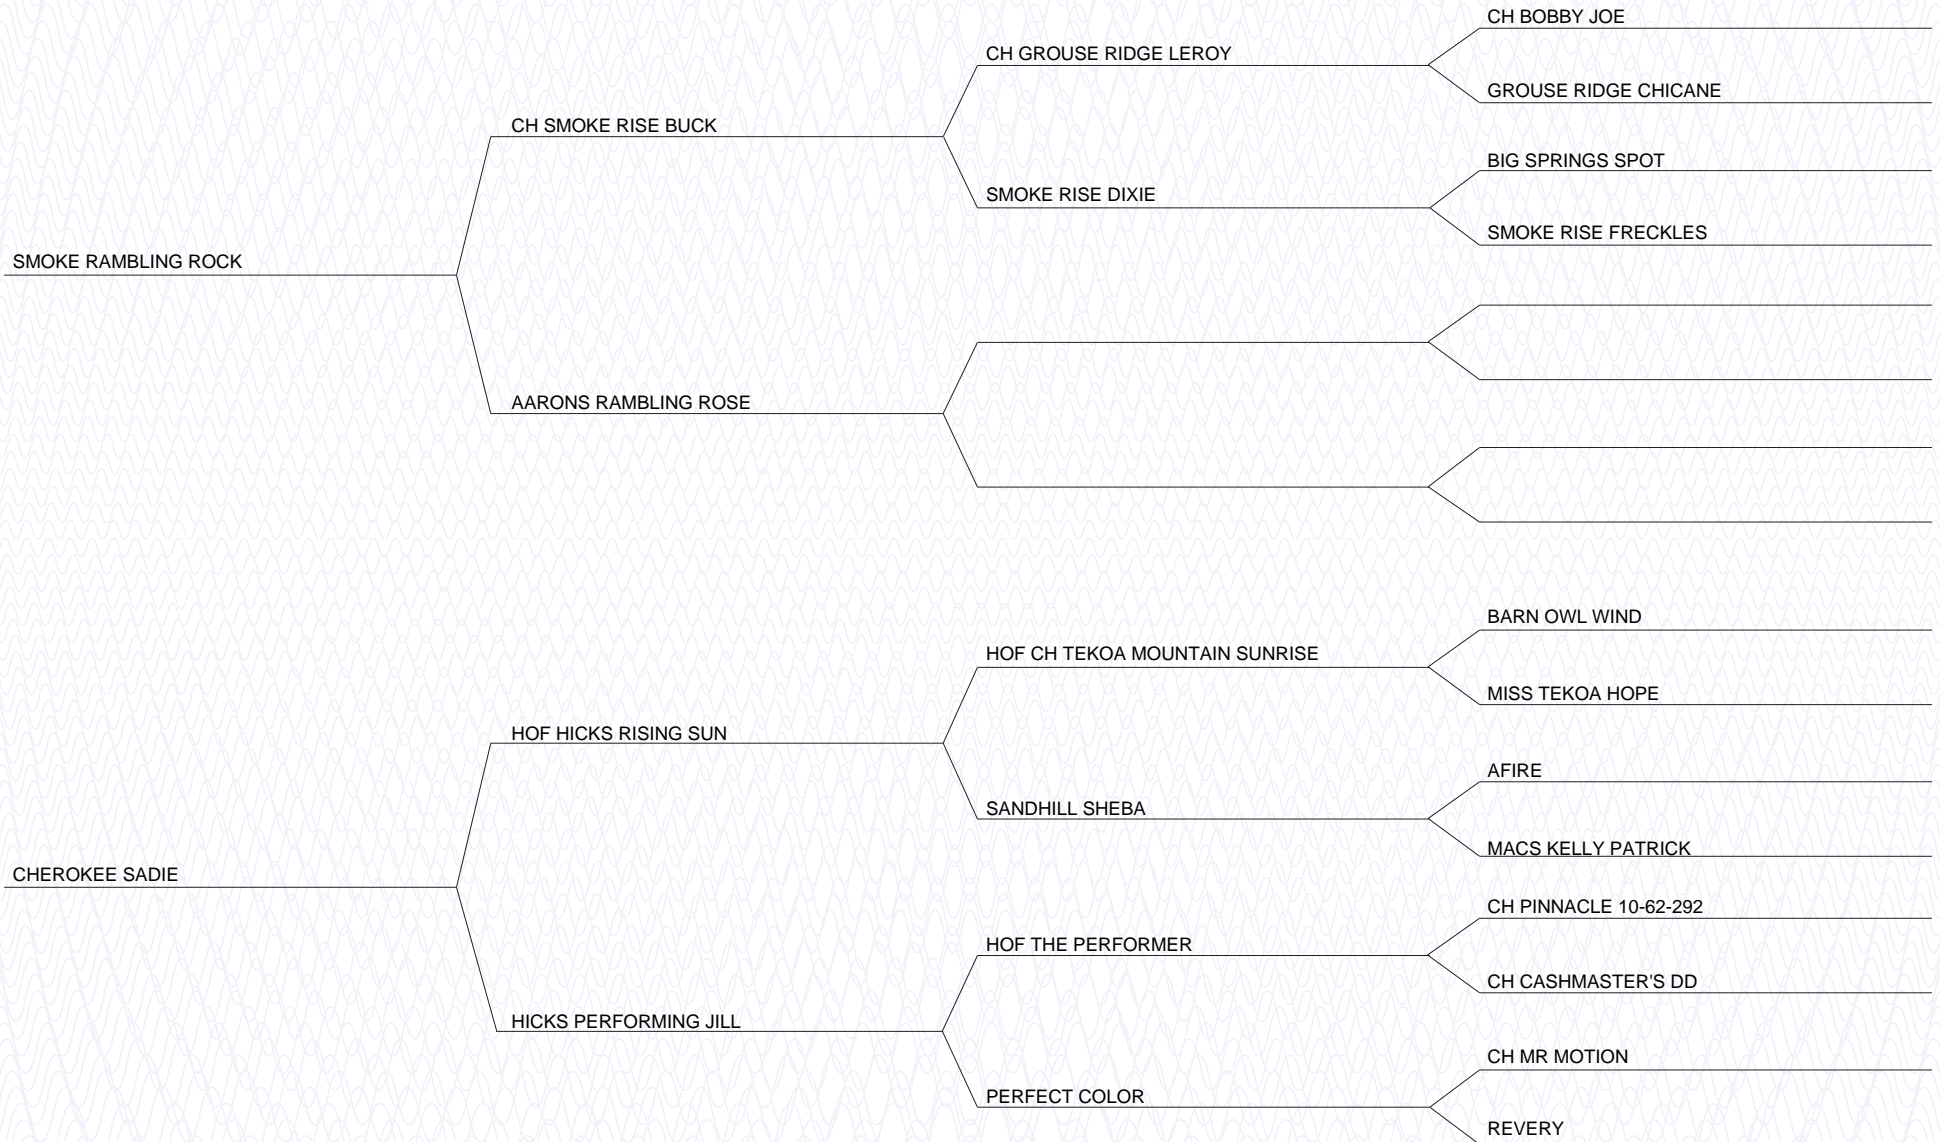 CH BOBBY JOE
CH GROUSE RIDGE LEROY
GROUSE RIDGE CHICANE
CH SMOKE RISE BUCK
BIG SPRINGS SPOT
SMOKE RISE DIXIE
SMOKE RISE FRECKLES
SMOKE RAMBLING ROCK
AARONS RAMBLING ROSE
BARN OWL WIND
HOF CH TEKOA MOUNTAIN SUNRISE
MISS TEKOA HOPE
HOF HICKS RISING SUN
AFIRE
SANDHILL SHEBA
MACS KELLY PATRICK
CHEROKEE SADIE
CH PINNACLE 10-62-292
HOF THE PERFORMER
CH CASHMASTER'S DD
HICKS PERFORMING JILL
CH MR MOTION
PERFECT COLOR
REVERY